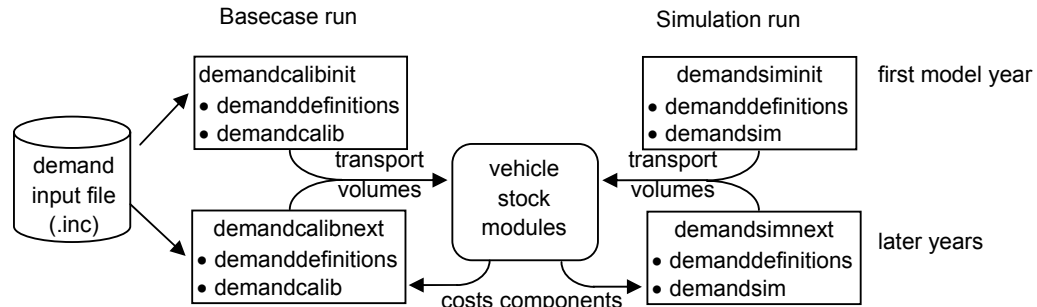 Basecase run
Simulation run
demandcalibinit
• demanddefinitions
• demandcalib
demandsiminit
• demanddefinitions
• demandsim
first model year
demand
input file
(.inc)
transport
volumes
vehicle
stock
modules
transport
volumes
demandcalibnext
• demanddefinitions
• demandcalib
demandsimnext
• demanddefinitions
• demandsim
later years
costs components